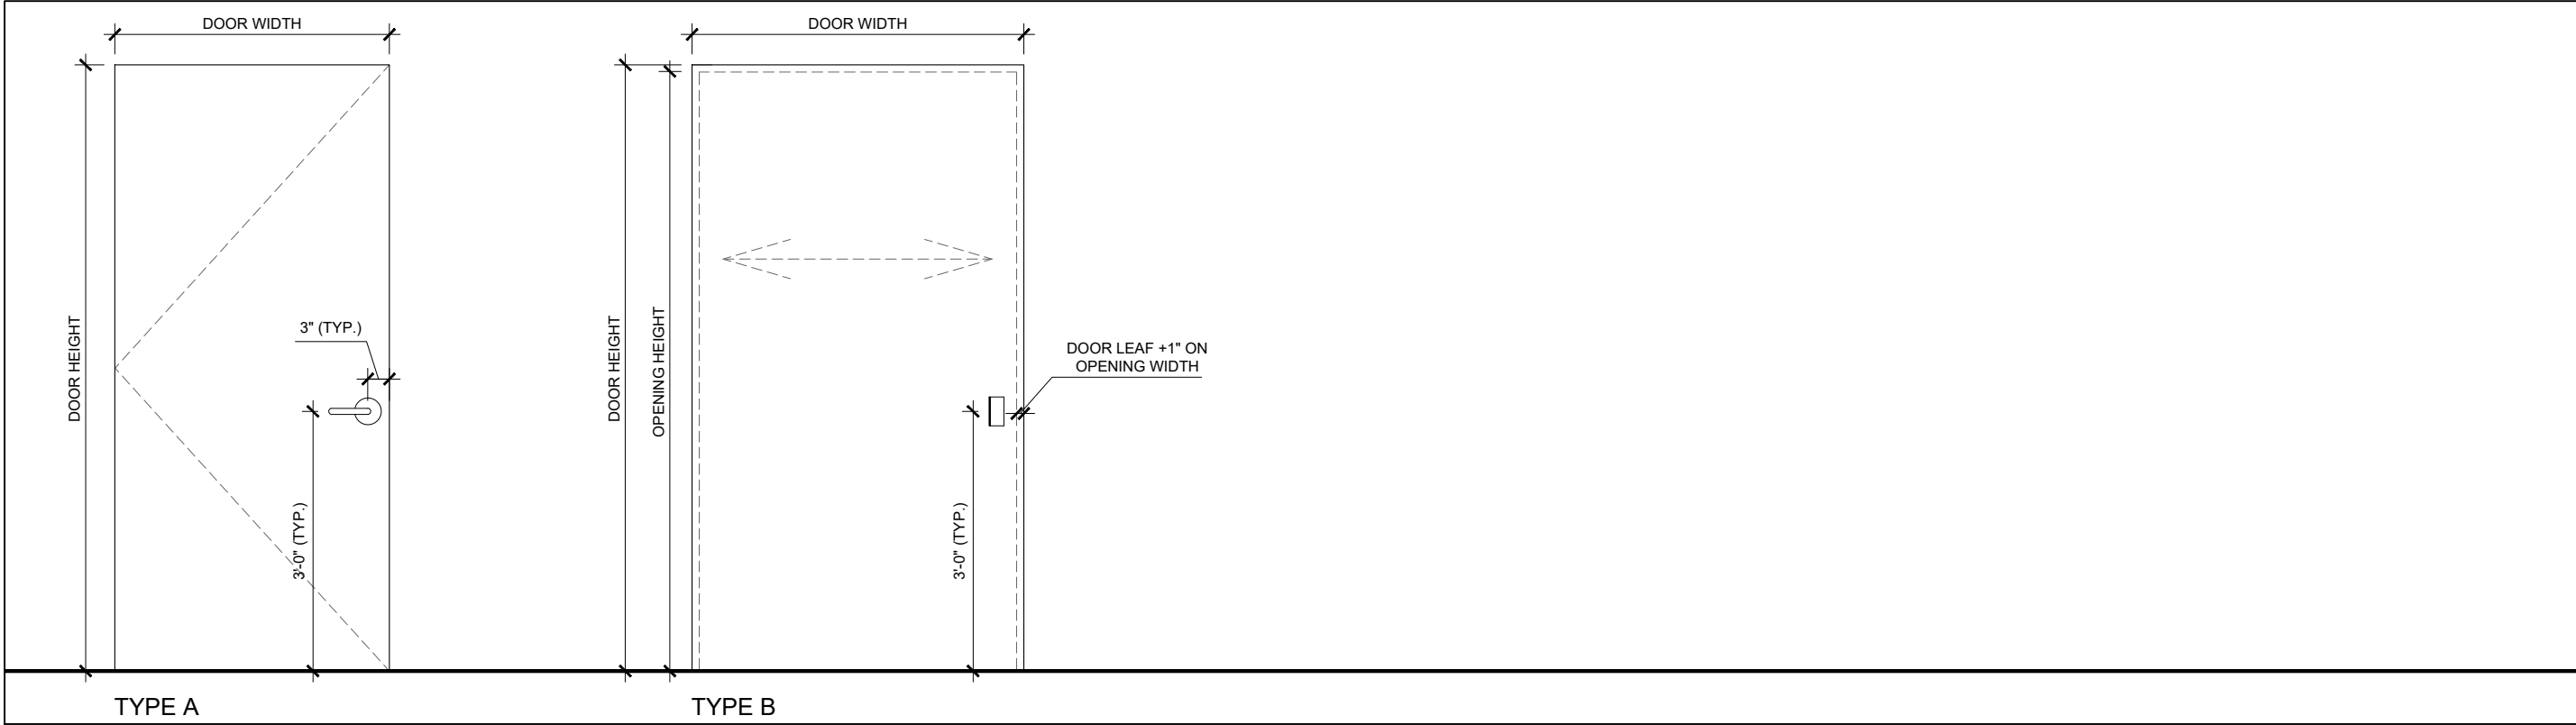 DOOR WIDTH
DOOR WIDTH
DOOR HEIGHT
3" (TYP.)
3'-0" (TYP.)
DOOR HEIGHT
OPENING HEIGHT
DOOR LEAF +1" ON
OPENING WIDTH
3'-0" (TYP.)
TYPE A
TYPE B